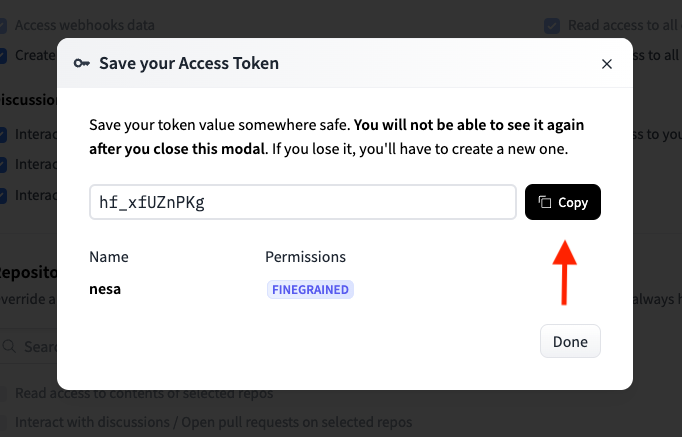 Access webhooks data
Read access to all
Create
ss to all
Save your Access Token
Discussion
Save your token value somewhere safe. You will not be able to see it again
after you close this modal. If you lose it, you'll have to create a new one.
Interac
ss to you
Interac
Interac
hf_xfUZnPKg
Copy
Name
Permissions
nesa
FINEGRAINED
Reposito
override a
always h
Sear
Done
Read access to contents of selected repos
Interact with discussions / Open pull requests on selected repos